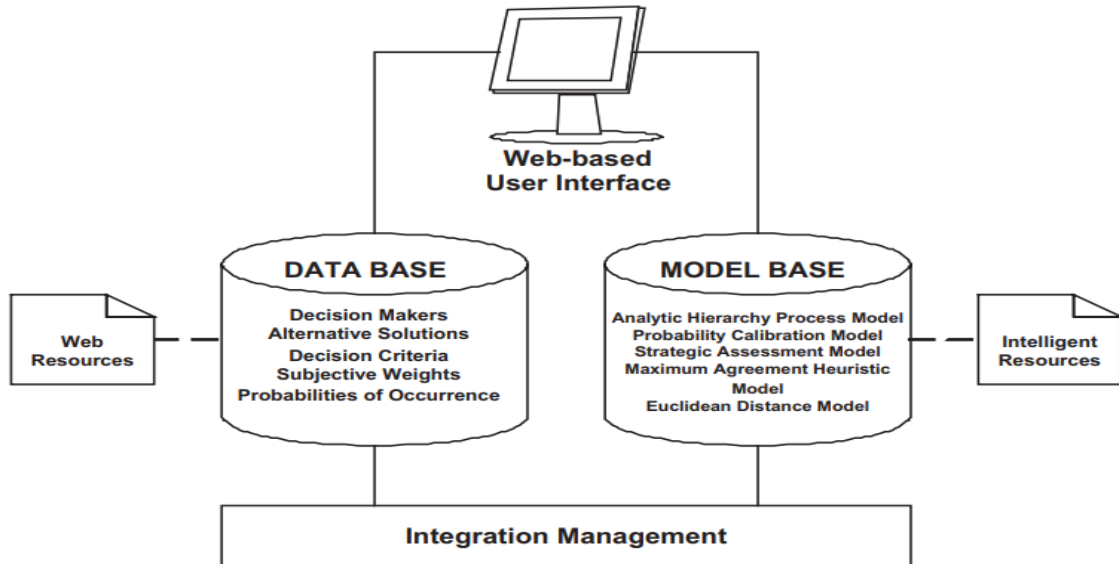 Web-based
User Interface
DATA BASE
Decision Makers
Alternative Solutions
Decision Criteria
Subjective Weights
Probabilities of Occurrence
MODEL BASE
Analytic Hierarchy Process Model
Probability Calibration Model
Strategic Assessment Model
Maximum Agreement Heuristic
Model
Euclidean Distance Model
Web
Resources
Intelligent
Resources
Integration Management